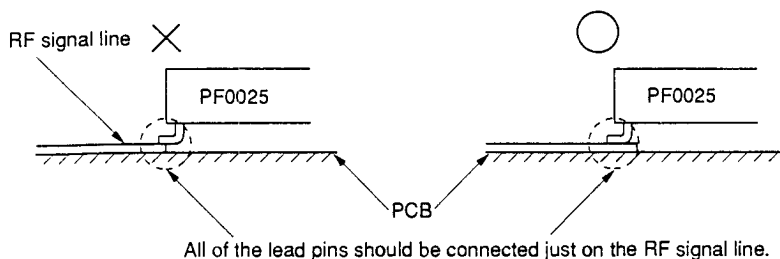 RF signal line
PF0025
PF0025
PCB
All of the lead pins should be connected just on the RF signal line.